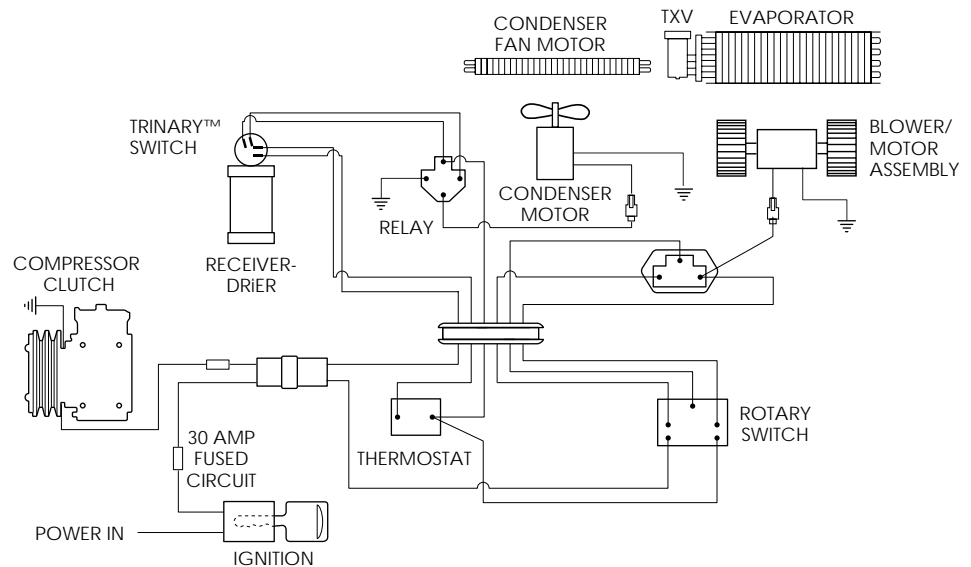 CONDENSER
FAN MOTOR
TXV
EVAPORATOR
TRINARY™
SWITCH
BLOWER/
MOTOR
ASSEMBLY
CONDENSER
MOTOR
RELAY
RECEIVER-
DRiER
COMPRESSOR
CLUTCH
30 AMP
FUSED
CIRCUIT
THERMOSTAT
ROTARY
SWITCH
POWER IN
IGNITION